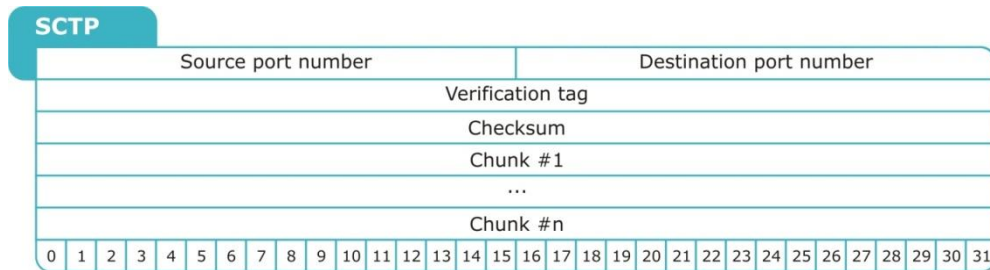 SCTP
Source port number Destination port number
Verification tag
Checksum
Chunk #1
...
Chunk #n
0 1 2 3 4 5 6 7 8 9 10 11 12 13 14 15 16 17 18 19 20 21 22 23 24 25 26 27 28 29 30 31